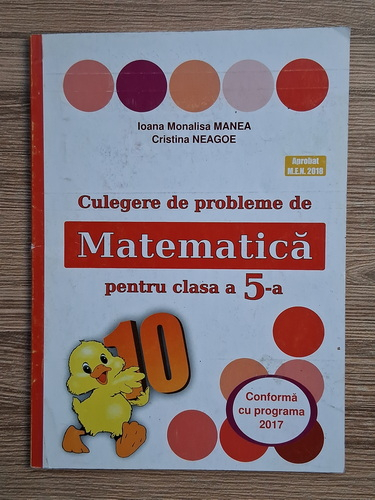 Ioana Monalisa MANEA
Cristina NEAGOE
Aprobat
M.E.N. 2018
Culegere de probleme de
Matematică
pentru clasa a 5-a
10
Conformă
cu programa
2017